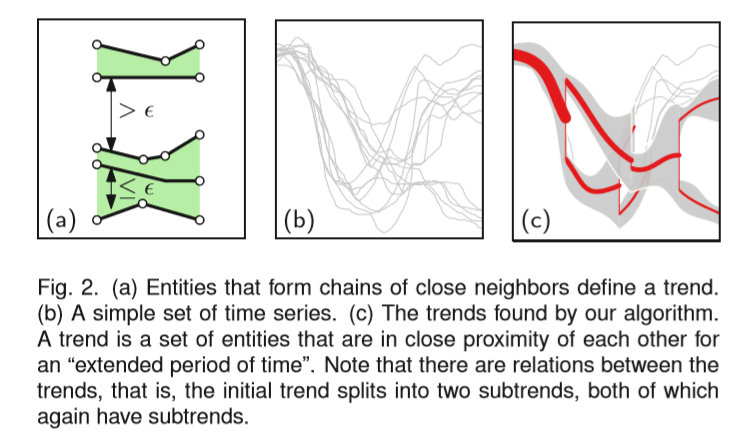 > ϵ
≤ ϵ
(a)
(b)
(c)
Fig. 2. (a) Entities that form chains of close neighbors define a trend.
(b) A simple set of time series. (c) The trends found by our algorithm.
A trend is a set of entities that are in close proximity of each other for
an “extended period of time”. Note that there are relations between the
trends, that is, the initial trend splits into two subtrends, both of which
again have subtrends.